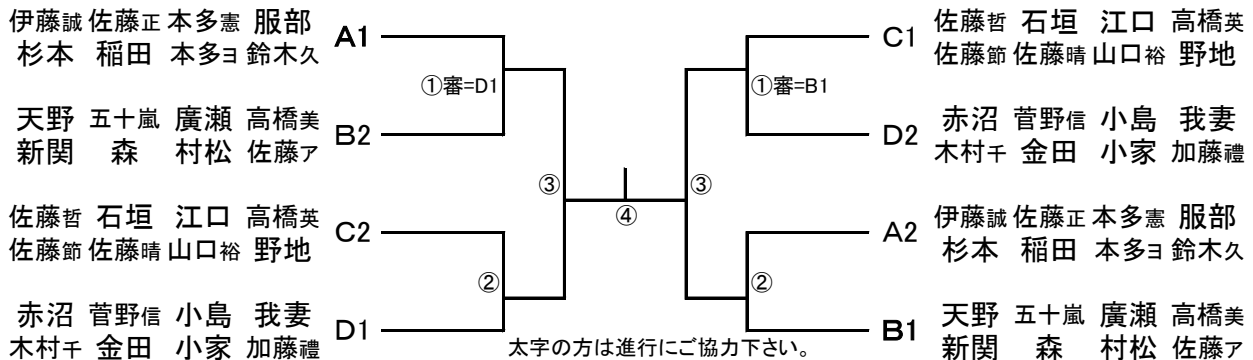 伊藤誠 佐藤正 本多憲 服部
杉本 稲田 本多ヨ 鈴木久
A1
①審=D1
天野 五十嵐 廣瀬 高橋美
新関 森 村松 佐藤ァ
B2
③
佐藤哲 石垣 江口 高橋英
佐藤節 佐藤晴 山口裕 野地
C2
②
赤沼 菅野信 小島 我妻
木村千 金田 小家 加藤禮
D1
④
太字の方は進行にご協力下さい。
C1
佐藤哲 石垣 江口 高橋英
佐藤節 佐藤晴 山口裕 野地
①審=B1
D2
赤沼 菅野信 小島 我妻
木村千 金田 小家 加藤禮
③
A2
伊藤誠 佐藤正 本多憲 服部
杉本 稲田 本多ヨ 鈴木久
②
B1
天野 五十嵐 廣瀬 高橋美
新関 森 村松 佐藤ァ